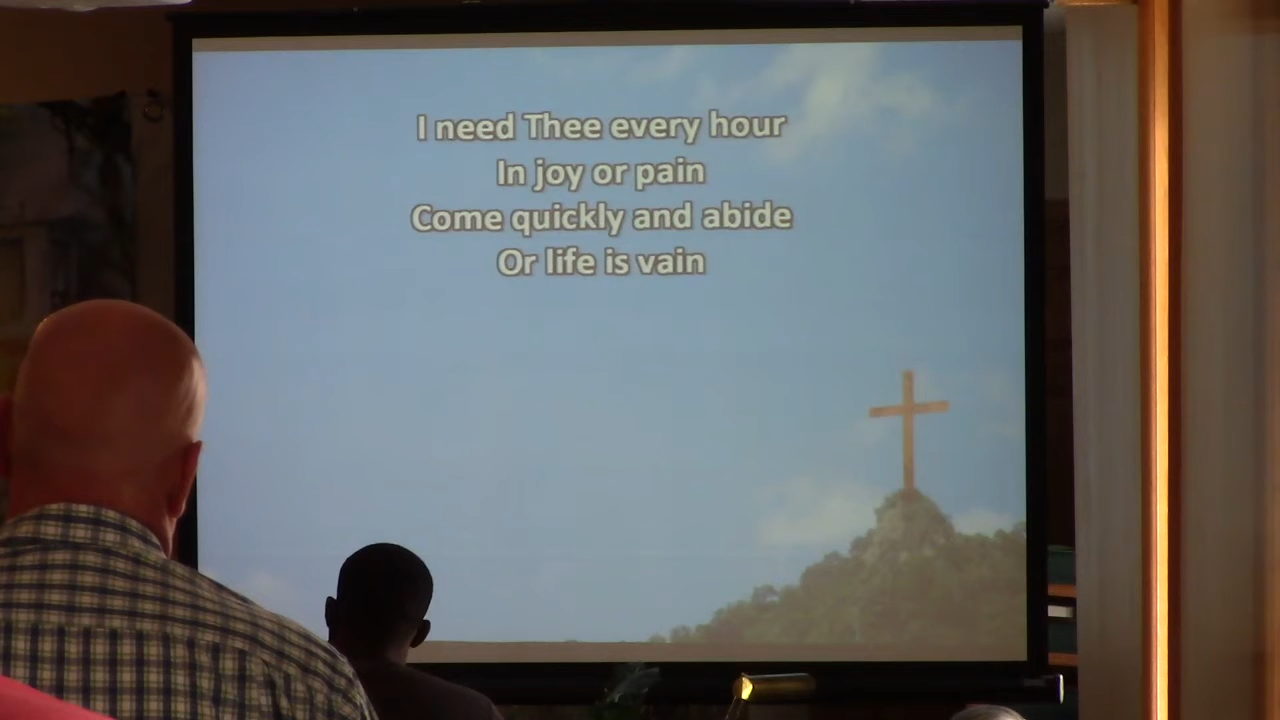 I need Thee every hour
In joy or pain
Come quickly and abide
Or life is vain